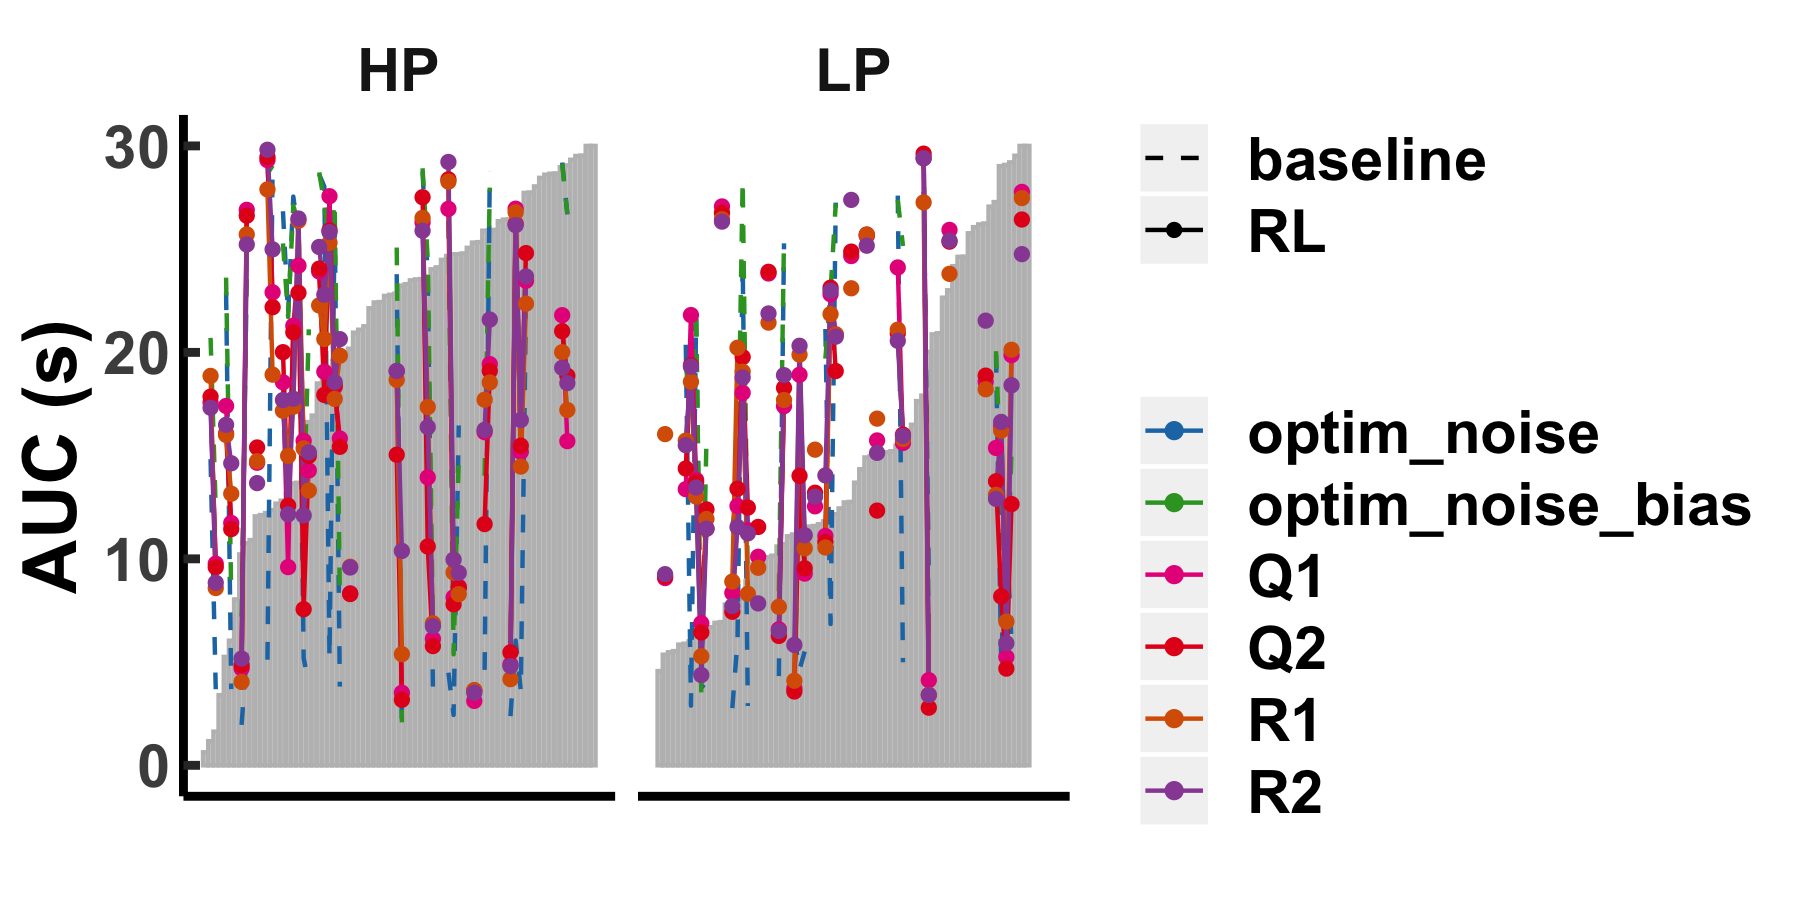 HP
LP
AUC (s)
30
20
10
0
baseline
RL
optim_noise
optim_noise_bias
Q1
Q2
R1
R2